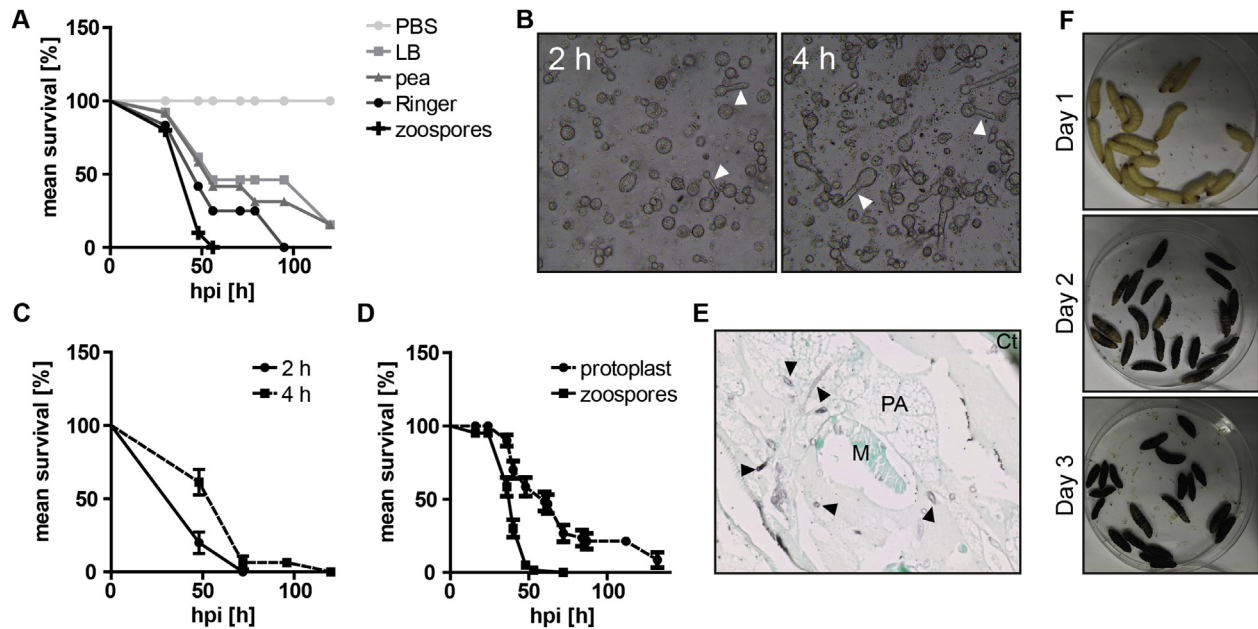 A
150
100
50
0
mean survival [%]
0
50
100
hpi [h]
PBS
LB
pea
Ringer
zoospores
B
2 h
4 h
C
150
100
50
0
mean survival [%]
0
50
100
hpi [h]
2 h
4 h
D
150
100
50
0
mean survival [%]
0
50
100
hpi [h]
protoplast
zoospores
E
Ct
PA
M
F
Day 1
Day 2
Day 3